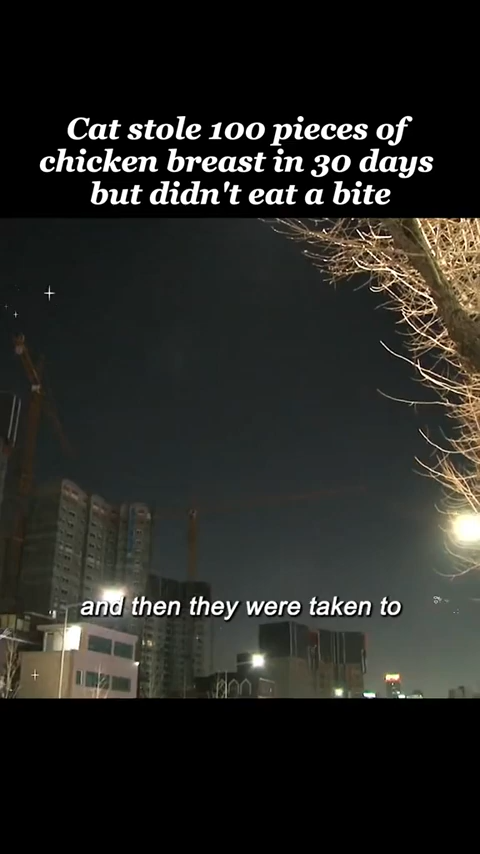 Cat stole 100 pieces of
chicken breast in 30 days
but didn't eat a bite
and then they were taken to